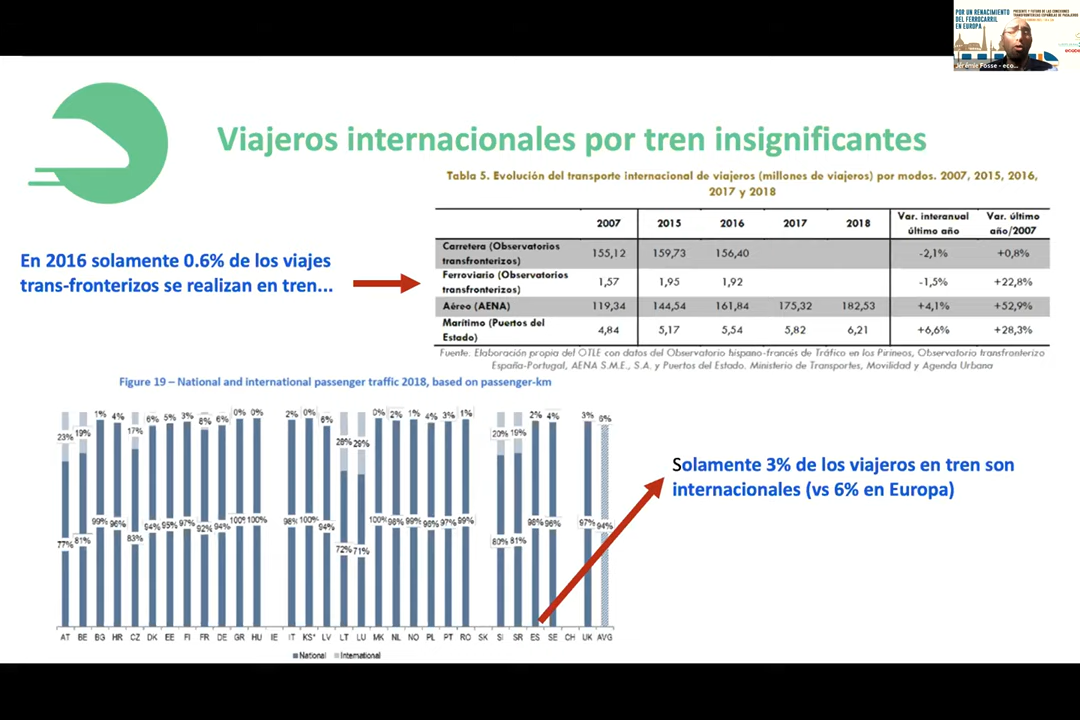 POR UN RENACIMIENTO
DEL FERROCARRIL
EN EUROPA
Jérémie Fosse - eco...
Viajeros internacionales por tren insignificantes
Tabla 5. Evolución del transporte internacional de viajeros (millones de viajeros) por modos. 2007, 2015, 2016,
2017 y 2018
2007 2015 2016 2017 2018 Var. interanual último año Var. último año/2007
Carretera (Observatorios
transfronterizos) 155,12 159,73 156,40 -2,1% +0,8%
Ferroviario (Observatorios
transfronterizos) 1,57 1,95 1,92 -1,5% +22,8%
Aéreo (AENA) 119,34 144,54 161,84 175,32 182,53 +4,1% +52,9%
Marítimo (Puertos del
Estado) 4,84 5,17 5,54 5,82 6,21 +6,6% +28,3%
Fuente. Elaboración propia del OTLE con datos del Observatorio hispano-francés de Tráfico en los Pirineos, Observatorio transfronterizo
España-Portugal, AENA S.M.E., S.A. y Puertos del Estado. Ministerio de Transportes, Movilidad y Agenda Urbana
En 2016 solamente 0.6% de los viajes
trans-fronterizos se realizan en tren...
Figure 19 – National and international passenger traffic 2018, based on passenger-km
23% 19% 1% 4% 17% 6% 5% 3% 8% 6% 0% 0% 2% 0% 6% 28% 29% 0% 2% 1% 4% 3% 1% 20% 19% 2% 4% 3% 6%
77% 81% 99% 96% 83% 94% 95% 97% 92% 94% 100% 100% 98% 100% 94% 72% 71% 100% 98% 99% 96% 97% 99% 80% 81% 98% 96% 97% 94%
AT BE BG HR CZ DK EE FI FR DE GR HU IE IT KS* LV LT LU MK NL NO PL PT RO SK SI SR ES SE CH UK AVG
National International
Solamente 3% de los viajeros en tren son
internacionales (vs 6% en Europa)